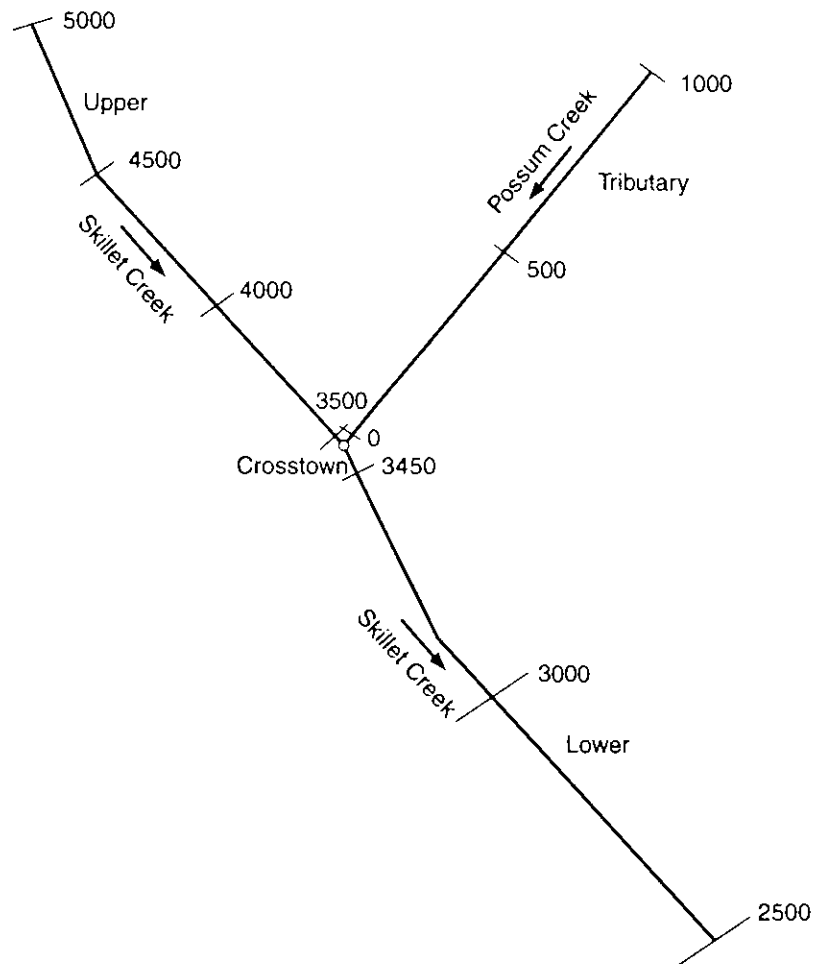 5000
Upper
4500
Skillet Creek
4000
3500
Crosstown
1000
Possum Creek
Tributary
500
0
3450
Skillet Creek
3000
Lower
2500